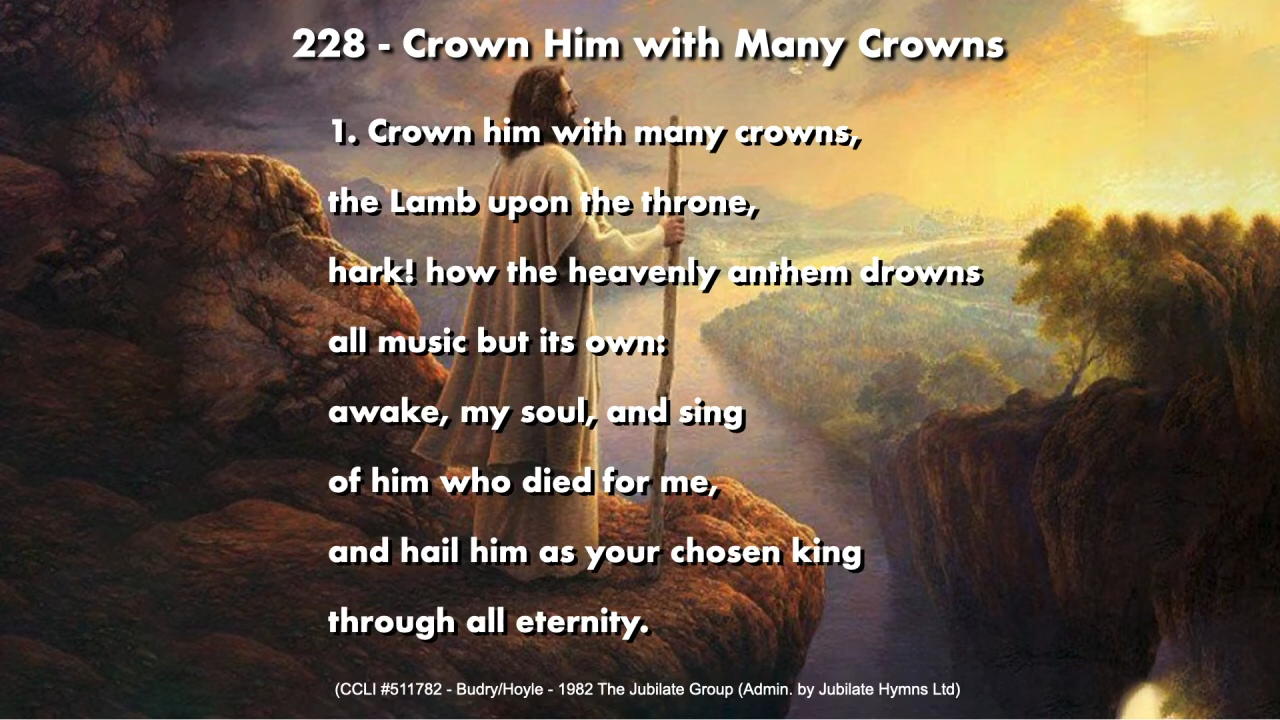 228 - Crown Him with Many Crowns
1. Crown him with many crowns,
the Lamb upon the throne,
hark! how the heavenly anthem drowns
all music but its own:
awake, my soul, and sing
of him who died for me,
and hail him as your chosen king
through all eternity.
(CCLI #511782 - Budry/Hoyle - 1982 The Jubilate Group (Admin. by Jubilate Hymns Ltd)